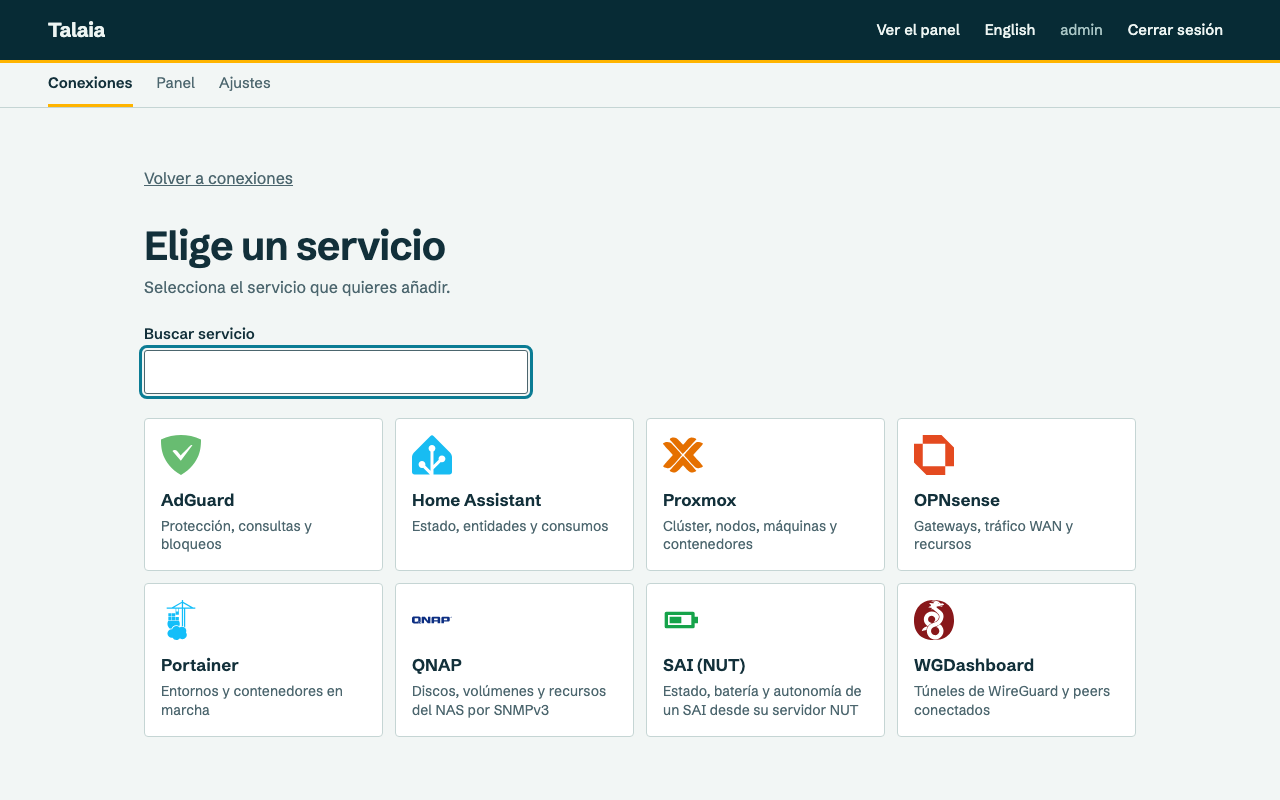 Talaia
Ver el panel
English
admin
Cerrar sesión
Conexiones
Panel
Ajustes
Volver a conexiones
Elige un servicio
Selecciona el servicio que quieres añadir.
Buscar servicio
AdGuard
Protección, consultas y
bloqueos
Home Assistant
Estado, entidades y consumos
Proxmox
Clúster, nodos, máquinas y
contenedores
OPNsense
Gateways, tráfico WAN y
recursos
Portainer
Entornos y contenedores en
marcha
QNAP
QNAP
Discos, volúmenes y recursos
del NAS por SNMPv3
SAI (NUT)
Estado, batería y autonomía de
un SAI desde su servidor NUT
WGDashboard
Túneles de WireGuard y peers
conectados